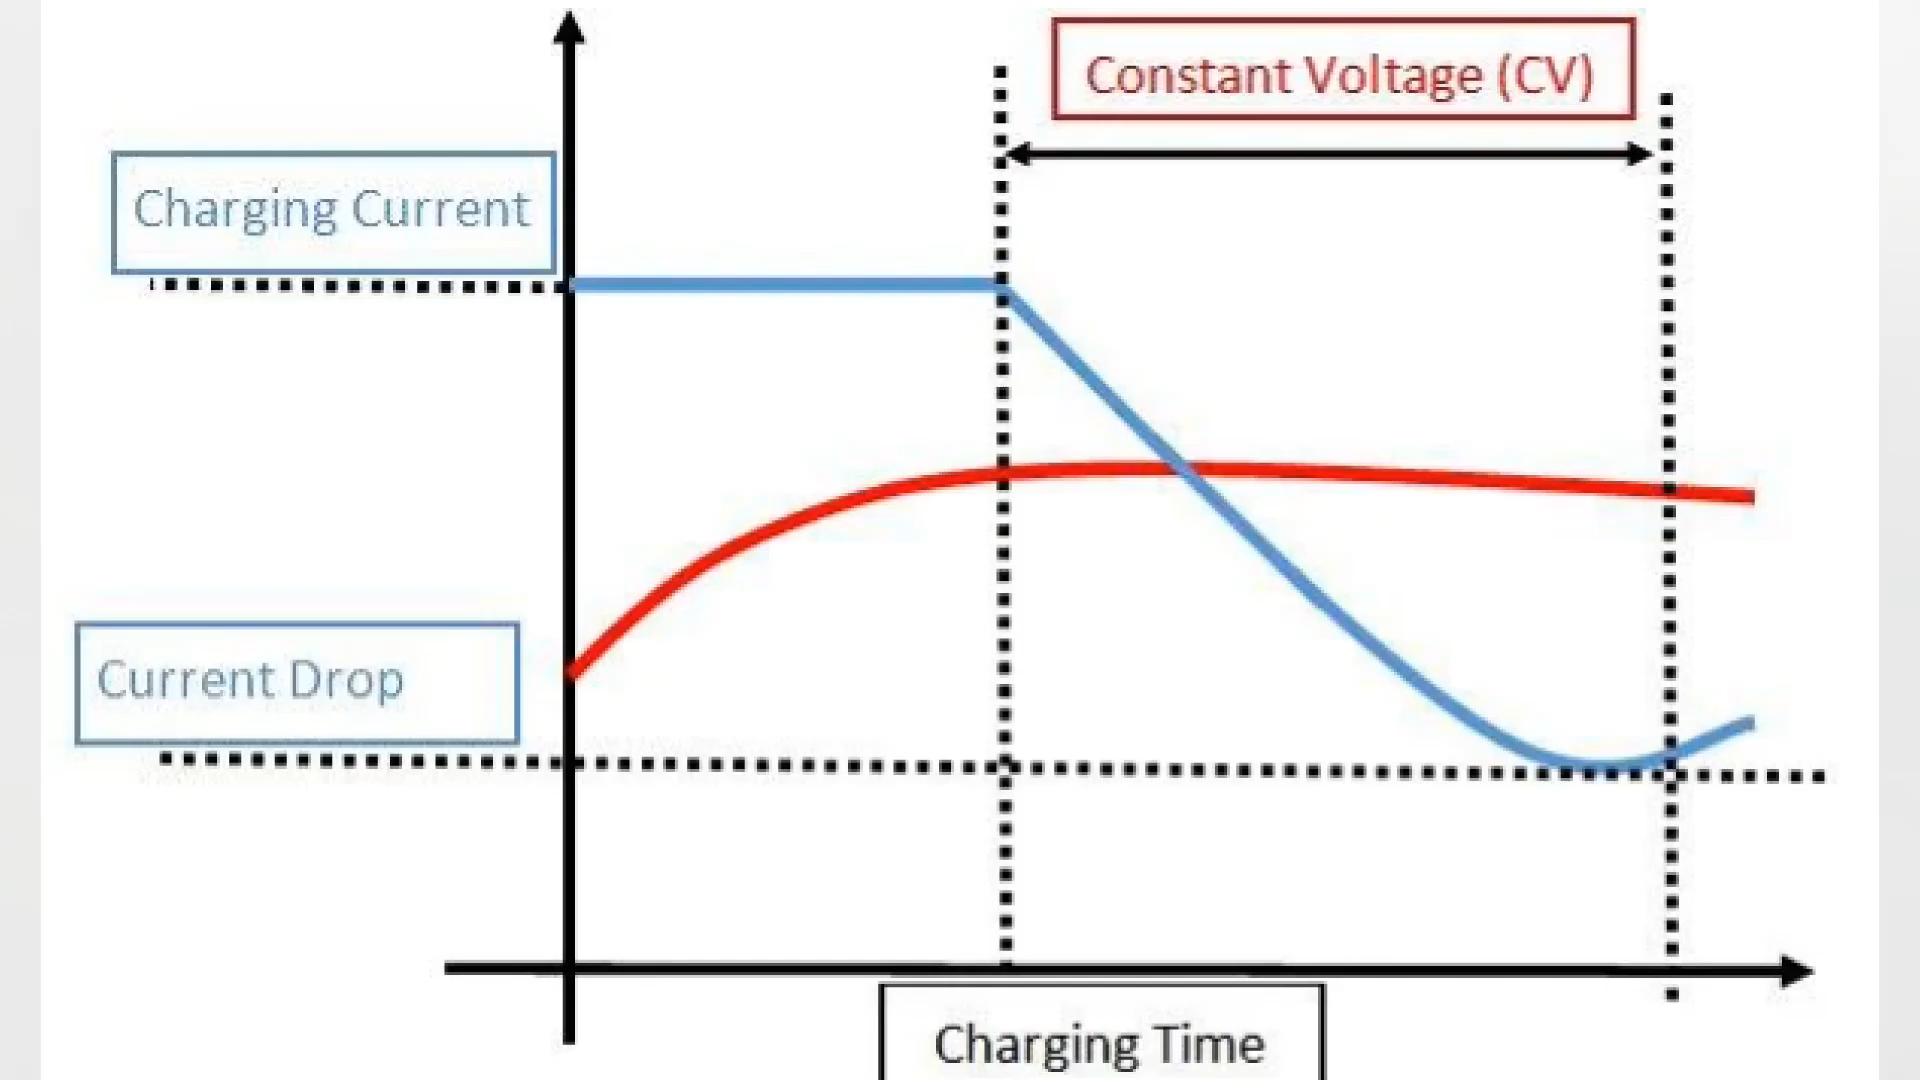 Constant Voltage (CV)
Charging Current
Current Drop
Charging Time